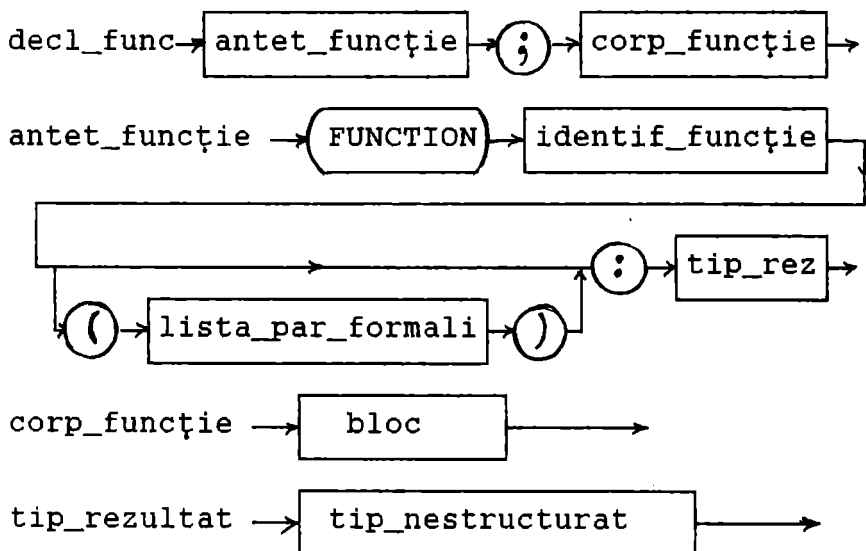 decl_func antet_funcţie ; corp_funcţie
antet_funcţie FUNCTION identif_funcţie
: tip_rez
( lista_par_formali )
corp_funcţie bloc
tip_rezultat tip_nestructurat